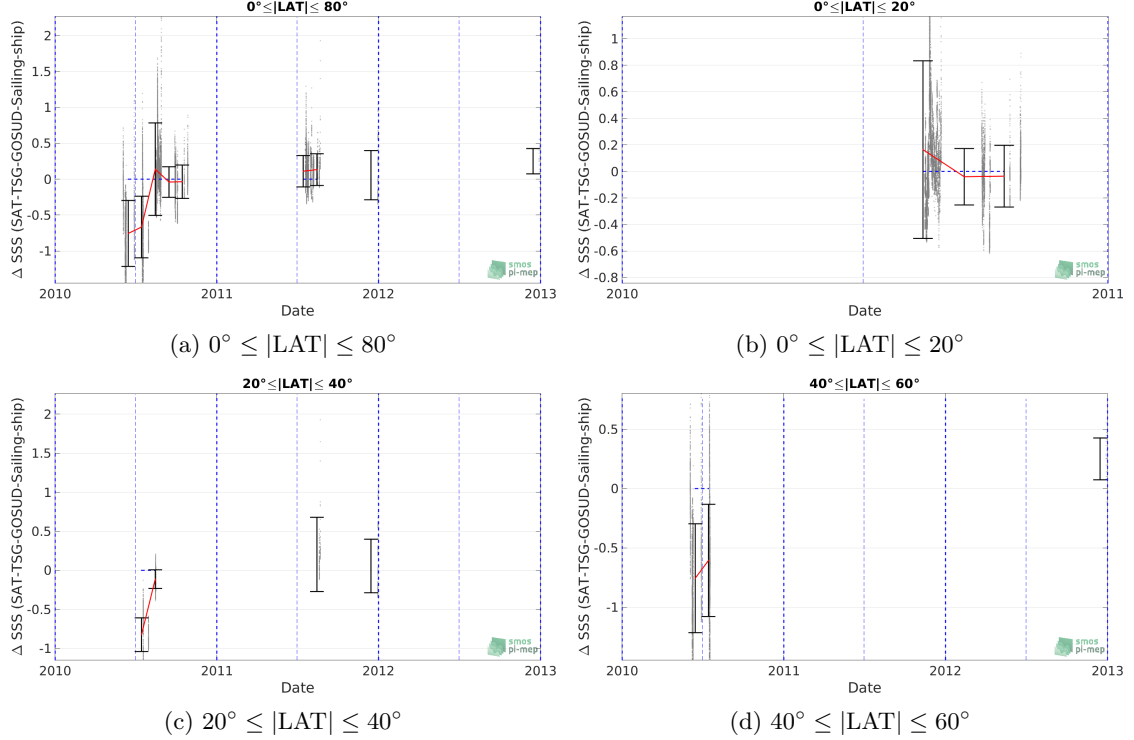 0°≤|LAT|≤ 80°
2
1.5
1
0.5
0
-0.5
-1
Δ SSS (SAT-TSG-GOSUD-Sailing-ship)
2010
2011
2012
2013
Date
smos
pi-mep
(a) 0° ≤ |LAT| ≤ 80°
0°≤|LAT|≤ 20°
1
0.8
0.6
0.4
0.2
0
-0.2
-0.4
-0.6
-0.8
Δ SSS (SAT-TSG-GOSUD-Sailing-ship)
2010
2011
Date
smos
pi-mep
(b) 0° ≤ |LAT| ≤ 20°
20°≤|LAT|≤ 40°
2
1.5
1
0.5
0
-0.5
-1
Δ SSS (SAT-TSG-GOSUD-Sailing-ship)
2010
2011
2012
2013
Date
smos
pi-mep
(c) 20° ≤ |LAT| ≤ 40°
40°≤|LAT|≤ 60°
0.5
0
-0.5
-1
Δ SSS (SAT-TSG-GOSUD-Sailing-ship)
2010
2011
2012
2013
Date
smos
pi-mep
(d) 40° ≤ |LAT| ≤ 60°